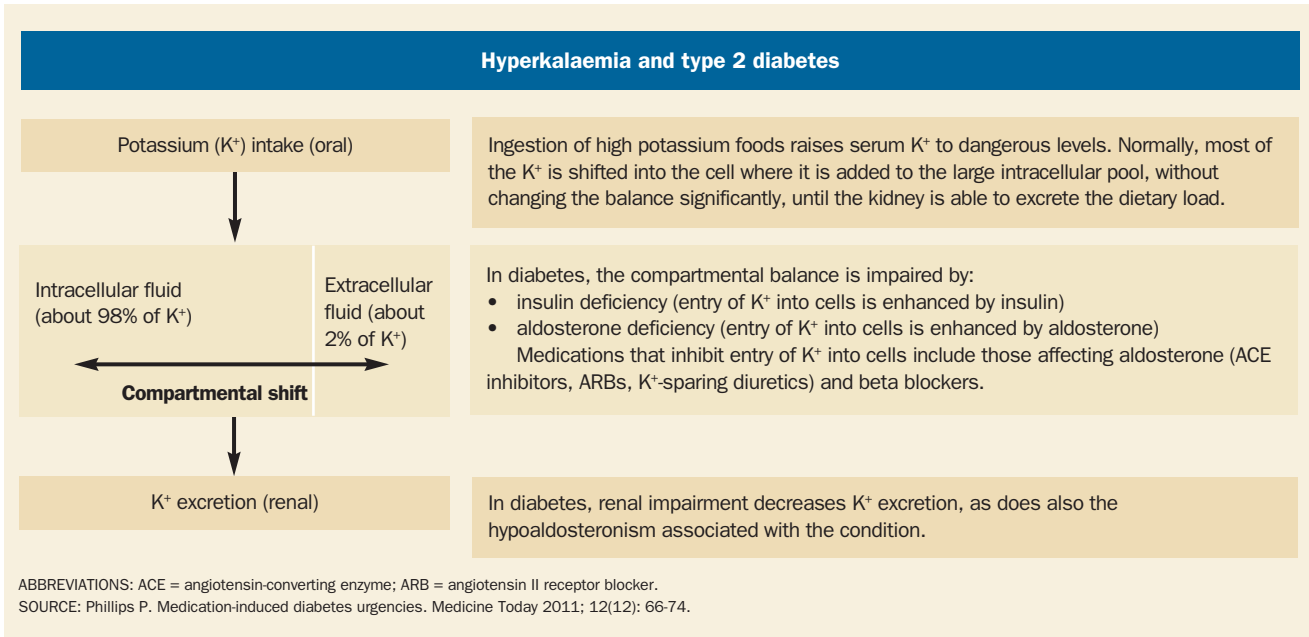 Hyperkalaemia and type 2 diabetes
Potassium (K⁺) intake (oral)
Ingestion of high potassium foods raises serum K⁺ to dangerous levels. Normally, most of
the K⁺ is shifted into the cell where it is added to the large intracellular pool, without
changing the balance significantly, until the kidney is able to excrete the dietary load.
Intracellular fluid
(about 98% of K⁺)
Extracellular
fluid (about
2% of K⁺)
Compartmental shift
In diabetes, the compartmental balance is impaired by:
• insulin deficiency (entry of K⁺ into cells is enhanced by insulin)
• aldosterone deficiency (entry of K⁺ into cells is enhanced by aldosterone)
Medications that inhibit entry of K⁺ into cells include those affecting aldosterone (ACE
inhibitors, ARBs, K⁺-sparing diuretics) and beta blockers.
K⁺ excretion (renal)
In diabetes, renal impairment decreases K⁺ excretion, as does also the
hypoaldosteronism associated with the condition.
ABBREVIATIONS: ACE = angiotensin-converting enzyme; ARB = angiotensin II receptor blocker.
SOURCE: Phillips P. Medication-induced diabetes urgencies. Medicine Today 2011; 12(12): 66-74.